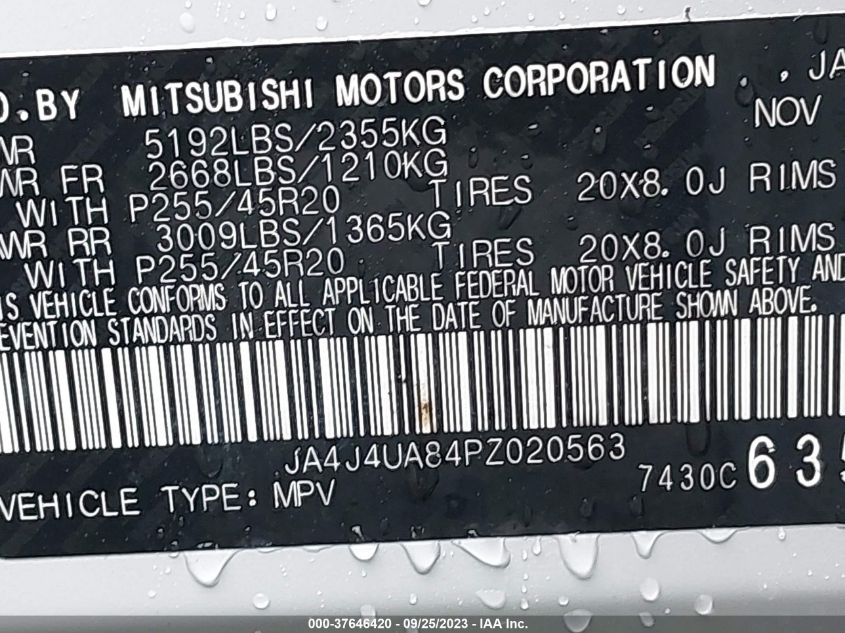 D.BY MITSUBISHI MOTORS CORPORATION . , JA
NOV
WR 5192LBS/2355KG
WR FR 2668LBS/1210KG
WITH P255/45R20 TIRES 20X8.0J RIMS
WR RR 3009LBS/1365KG
WITH P255/45R20 TIRES 20X8.0J RIMS
IS VEHICLE CONFORMS TO ALL APPLICABLE FEDERAL MOTOR VEHICLE SAFETY AND
EVENTION STANDARDS IN EFFECT ON THE DATE OF MANUFACTURE SHOWN ABOVE.
JA4J4UA84PZ020563
7430C 635
VEHICLE TYPE: MPV
000-37646420 - 09/25/2023 - IAA Inc.